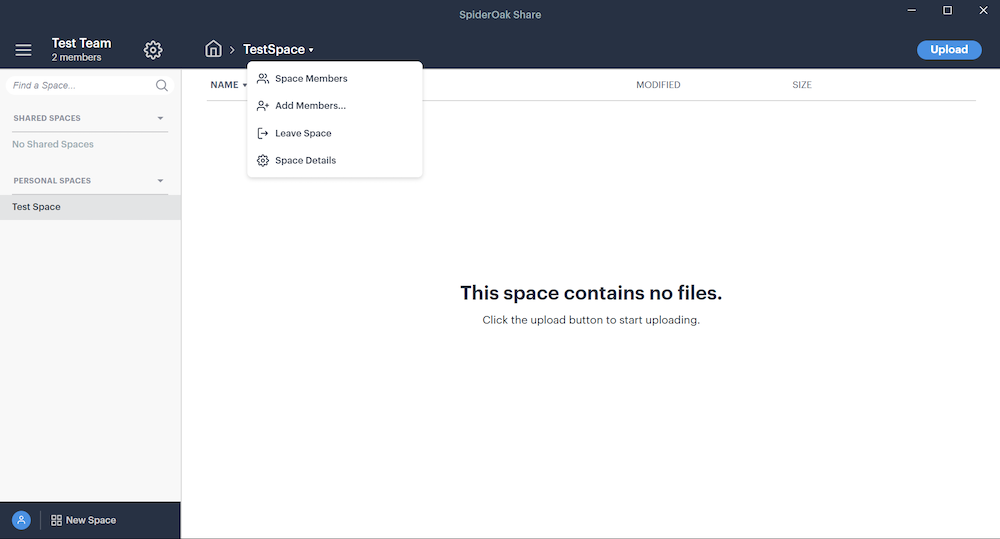 SpiderOak Share
Test Team
2 members
TestSpace
Upload
Find a Space...
Space Members
Add Members...
Leave Space
Space Details
NAME
MODIFIED
SIZE
SHARED SPACES
No Shared Spaces
PERSONAL SPACES
Test Space
This space contains no files.
Click the upload button to start uploading.
New Space